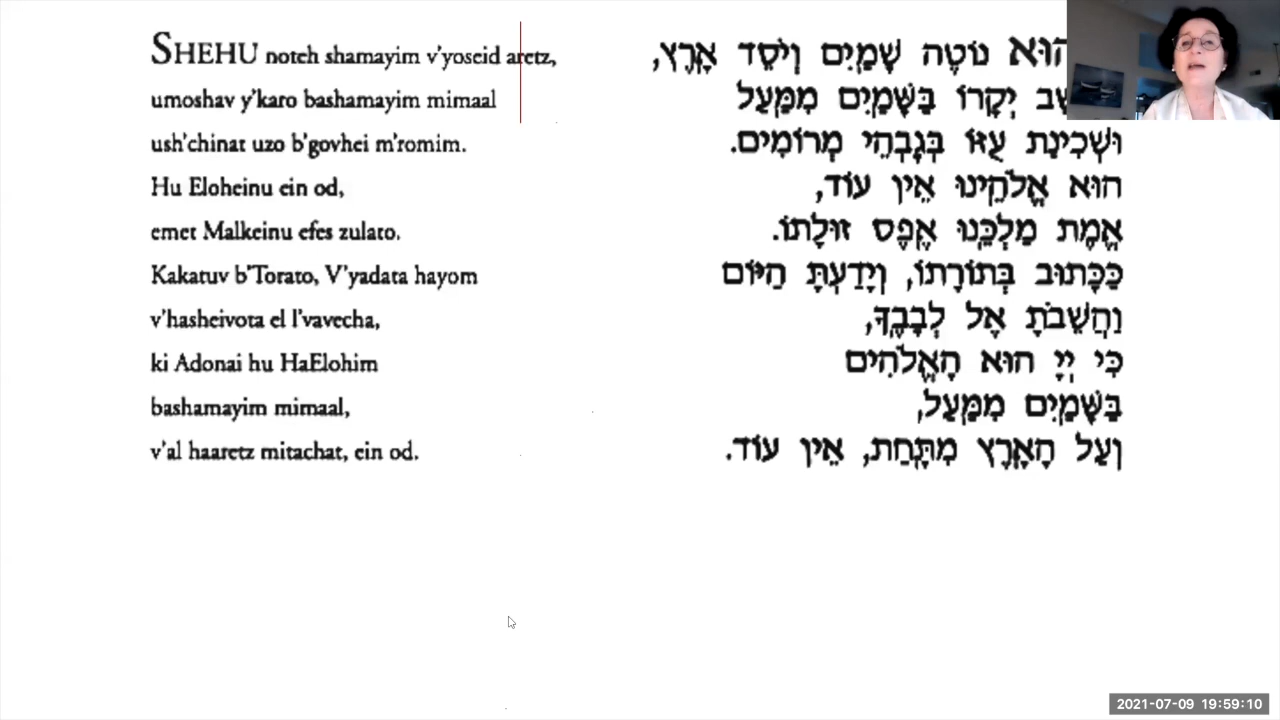 SHEHU noteh shamayim v'yoseid aretz,
umoshav y'karo bashamayim mimaal
ush'chinat uzo b'govhei m'romim.
Hu Eloheinu ein od,
emet Malkeinu efes zulato.
Kakatuv b'Torato, V'yadata hayom
v'hasheivota el l'vavecha,
ki Adonai hu HaElohim
bashamayim mimaal,
v'al haaretz mitachat, ein od.
נוֹטֶה שָׁמַיִם וְיֹסֵד אָרֶץ,
יְקָרוֹ בַּשָּׁמַיִם מִמַּעַל
וּשְׁכִינַת עֻזּוֹ בְּגָבְהֵי מְרוֹמִים.
הוּא אֱלֹהֵינוּ אֵין עוֹד,
אֱמֶת מַלְכֵּנוּ אֶפֶס זוּלָתוֹ.
כַּכָּתוּב בְּתוֹרָתוֹ, וְיָדַעְתָּ הַיּוֹם
וַהֲשֵׁבֹתָ אֶל לְבָבֶךָ,
כִּי יְיָ הוּא הָאֱלֹהִים
בַּשָּׁמַיִם מִמַּעַל,
וְעַל הָאָרֶץ מִתָּחַת, אֵין עוֹד.
2021-07-09 19:59:10